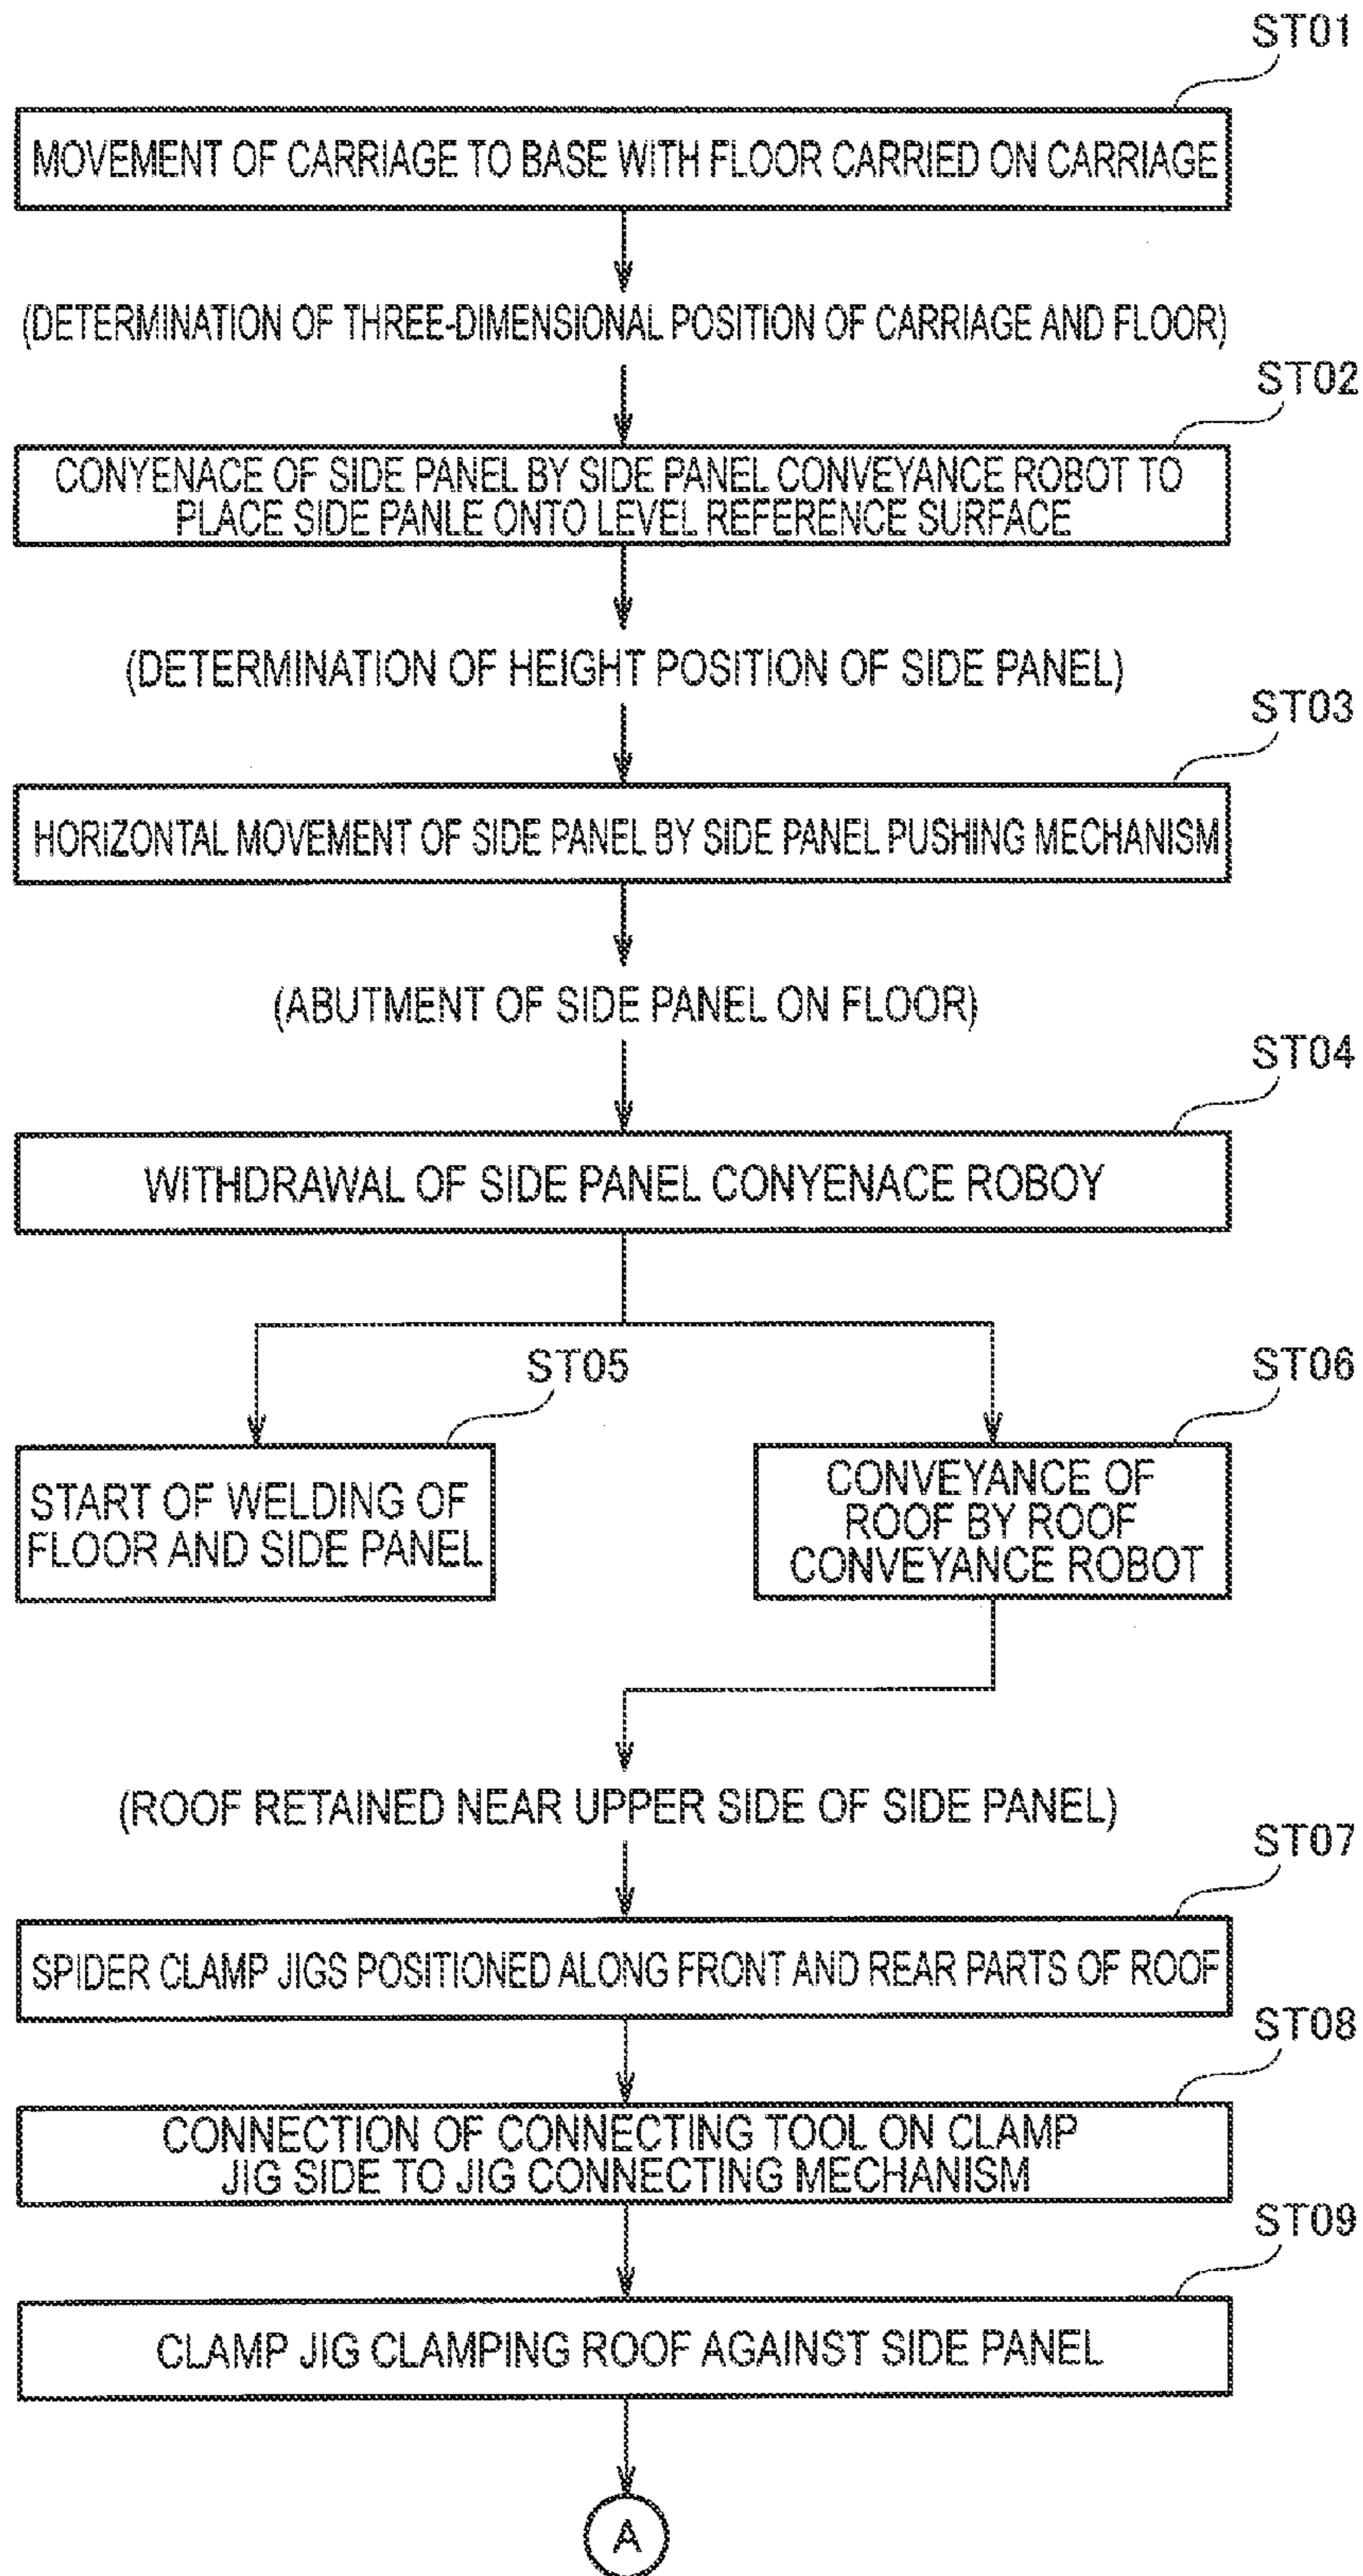 ST01
MOVEMENT OF CARRIAGE TO BASE WITH FLOOR CARRIED ON CARRIAGE
(DETERMINATION OF THREE-DIMENSIONAL POSITION OF CARRIAGE AND FLOOR)
ST02
CONYENACE OF SIDE PANEL BY SIDE PANEL CONVEYANCE ROBOT TO
PLACE SIDE PANLE ONTO LEVEL REFERENCE SURFACE
(DETERMINATION OF HEIGHT POSITION OF SIDE PANEL)
ST03
HORIZONTAL MOVEMENT OF SIDE PANEL BY SIDE PANEL PUSHING MECHANISM
(ABUTMENT OF SIDE PANEL ON FLOOR)
ST04
WITHDRAWAL OF SIDE PANEL CONYENACE ROBOY
ST05
START OF WELDING OF
FLOOR AND SIDE PANEL
ST06
CONVEYANCE OF
ROOF BY ROOF
CONVEYANCE ROBOT
(ROOF RETAINED NEAR UPPER SIDE OF SIDE PANEL)
ST07
SPIDER CLAMP JIGS POSITIONED ALONG FRONT AND REAR PARTS OF ROOF
ST08
CONNECTION OF CONNECTING TOOL ON CLAMP
JIG SIDE TO JIG CONNECTING MECHANISM
ST09
CLAMP JIG CLAMPING ROOF AGAINST SIDE PANEL
A